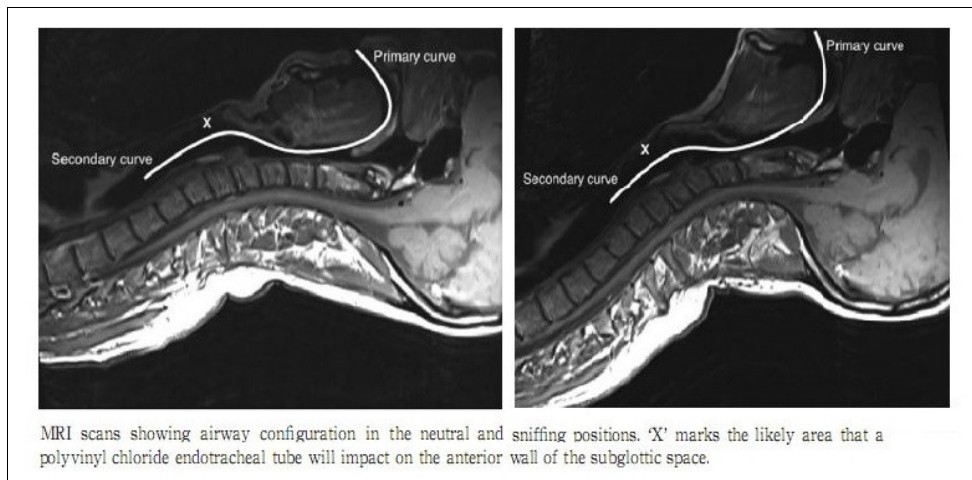 Primary curve
X
Secondary curve
Primary curve
X
Secondary curve
MRI scans showing airway configuration in the neutral and sniffing positions. ‘X’ marks the likely area that a
polyvinyl chloride endotracheal tube will impact on the anterior wall of the subglottic space.